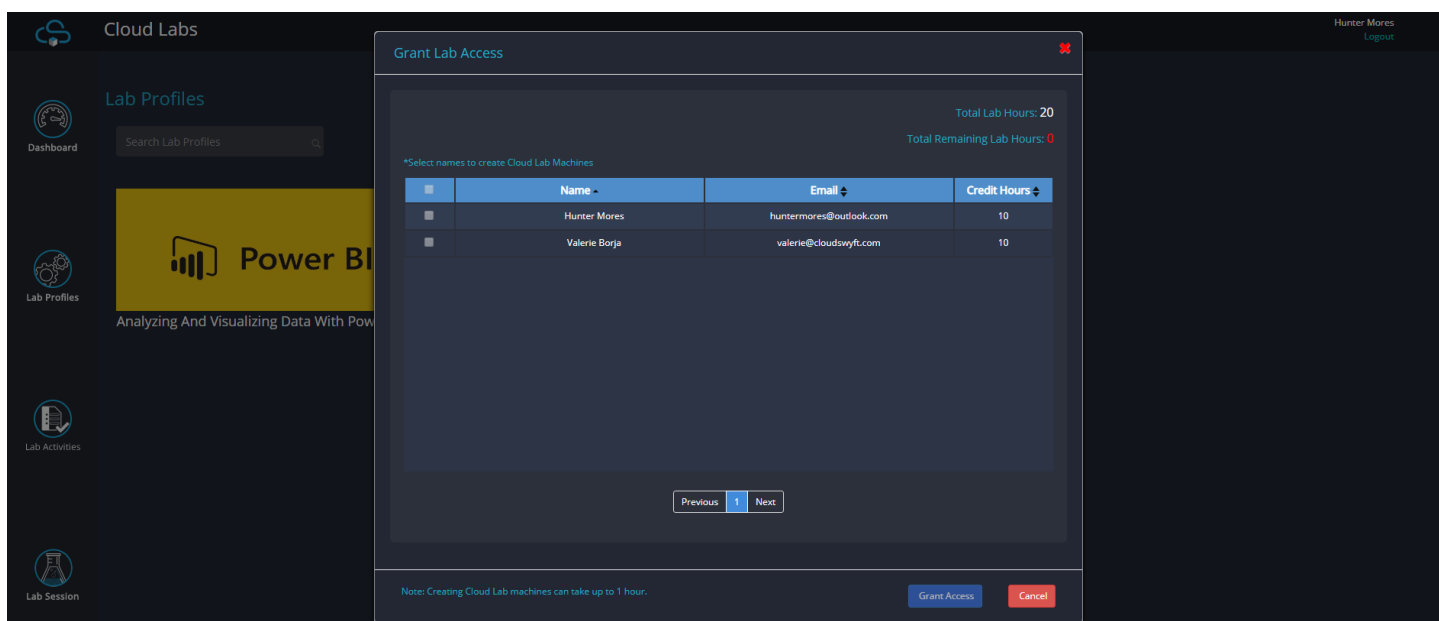 Cloud Labs
Hunter Mores
Logout
Grant Lab Access
Lab Profiles
Search Lab Profiles
Dashboard
Lab Profiles
Lab Activities
Lab Session
Power BI
Analyzing And Visualizing Data With Pow
Total Lab Hours: 20
Total Remaining Lab Hours: 0
*Select names to create Cloud Lab Machines
Name Email Credit Hours
Hunter Mores huntermores@outlook.com 10
Valerie Borja valerie@cloudswyft.com 10
Previous 1 Next
Note: Creating Cloud Lab machines can take up to 1 hour.
Grant Access Cancel